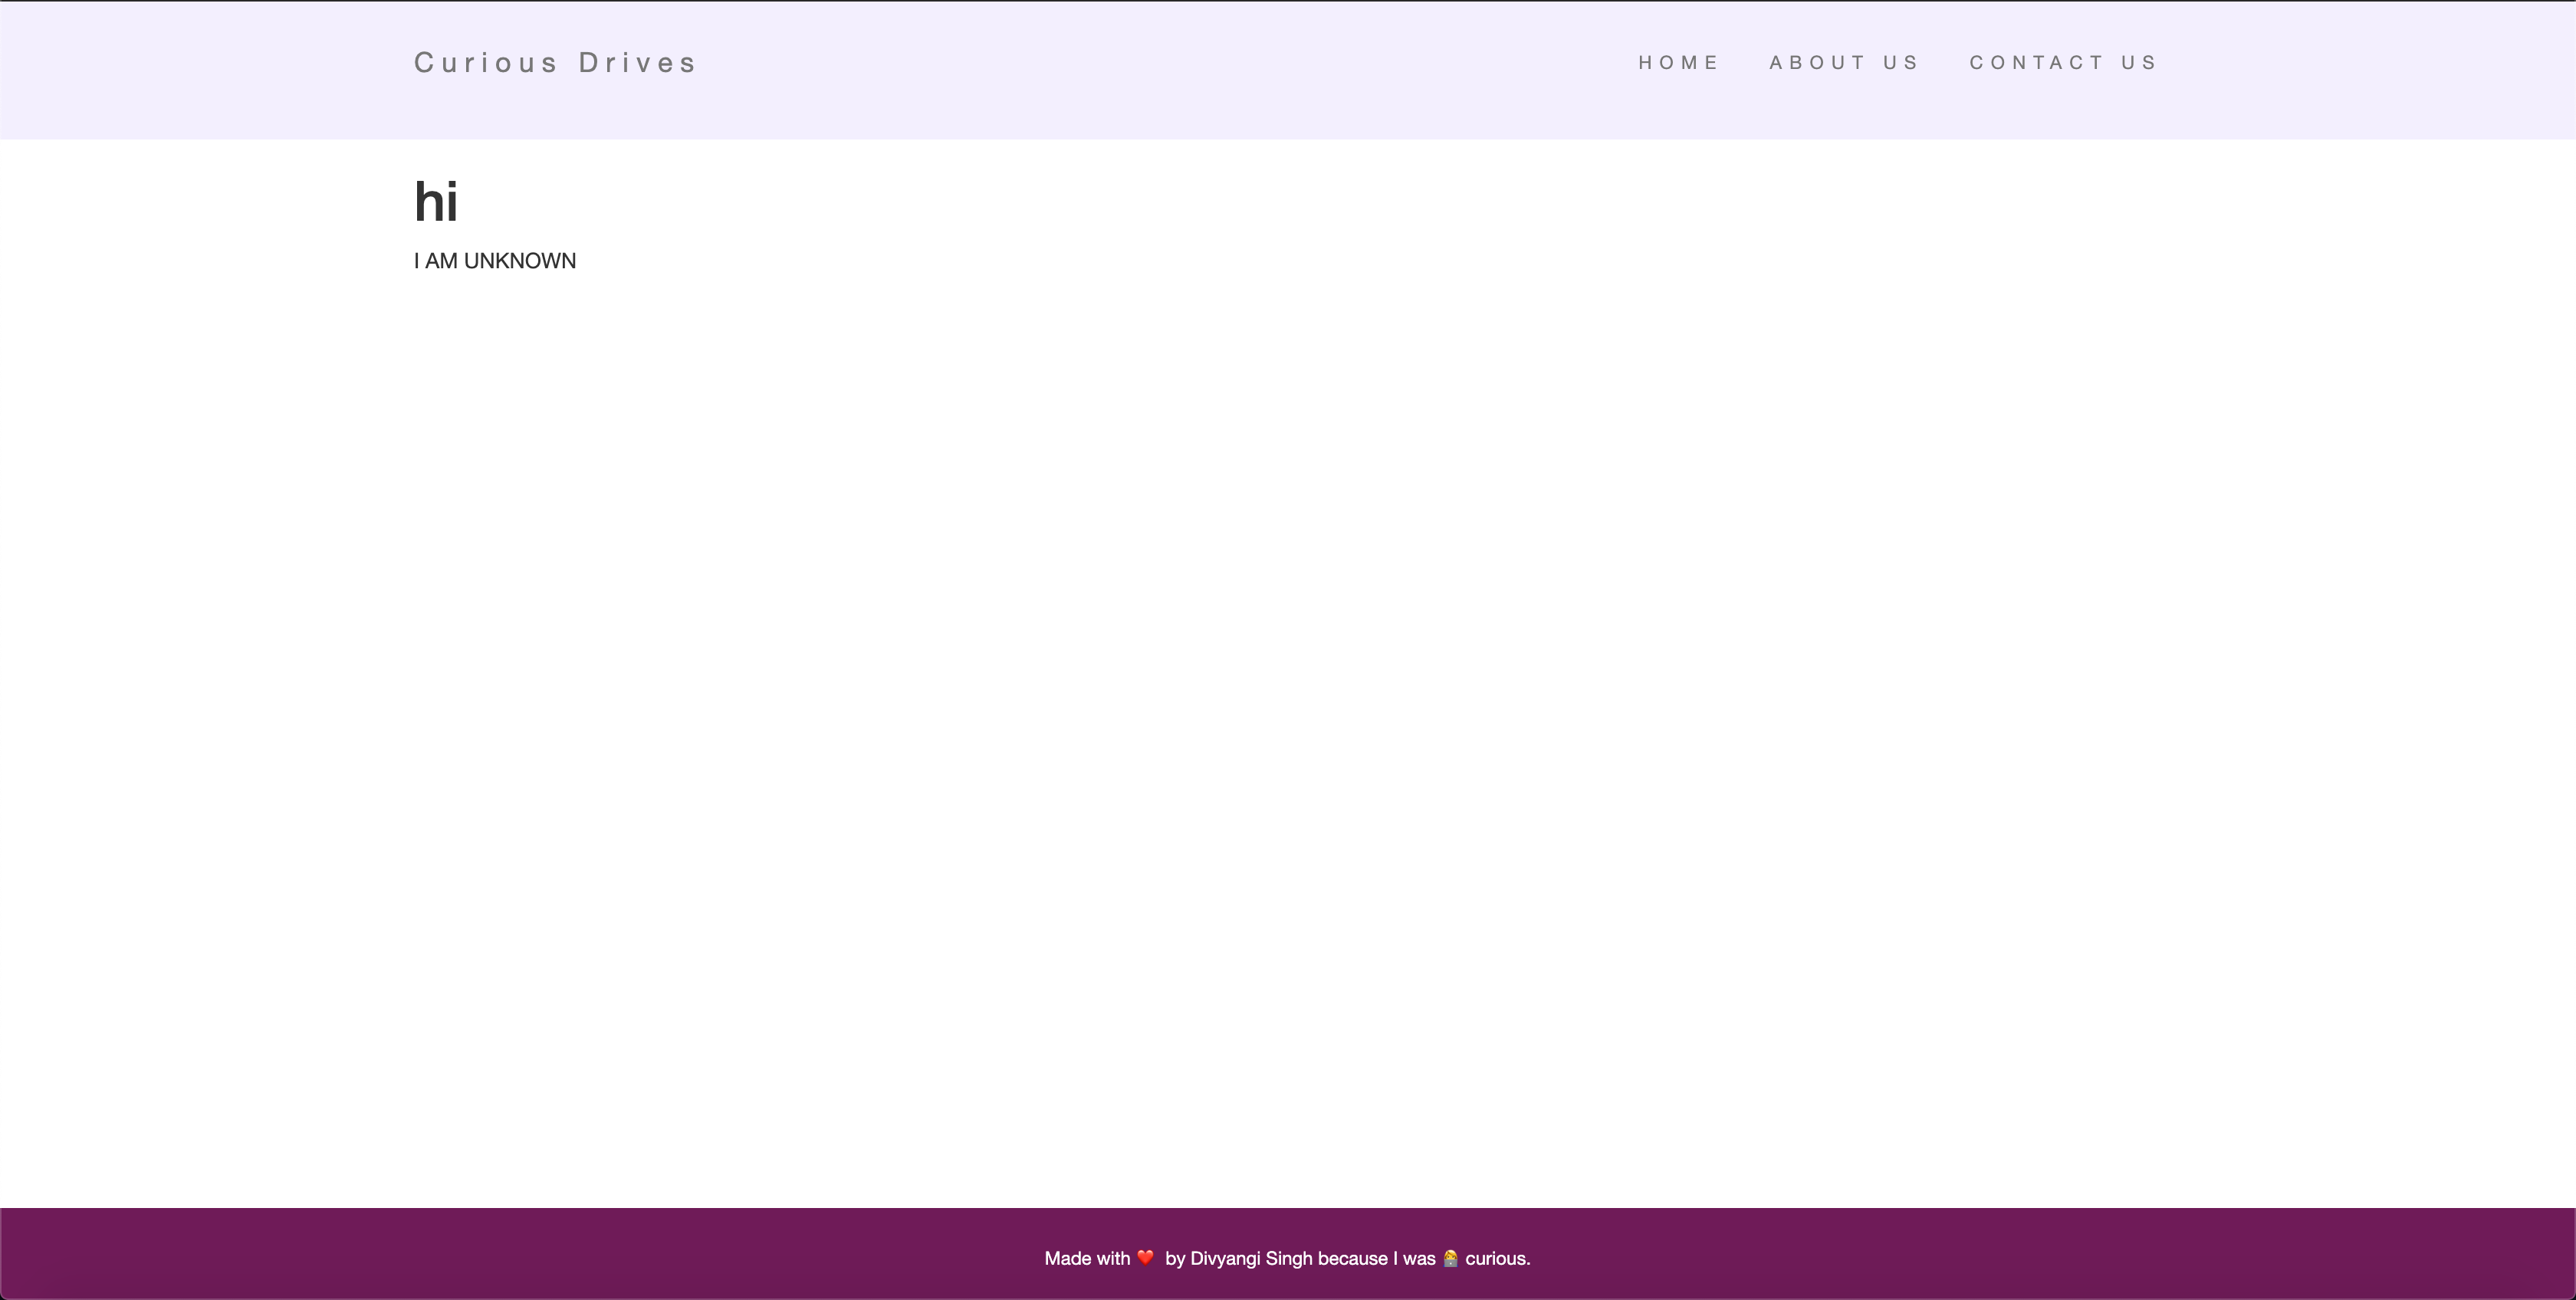 Curious Drives
HOME ABOUT US CONTACT US
hi
I AM UNKNOWN
Made with ❤️ by Divyangi Singh because I was 👩‍💻 curious.